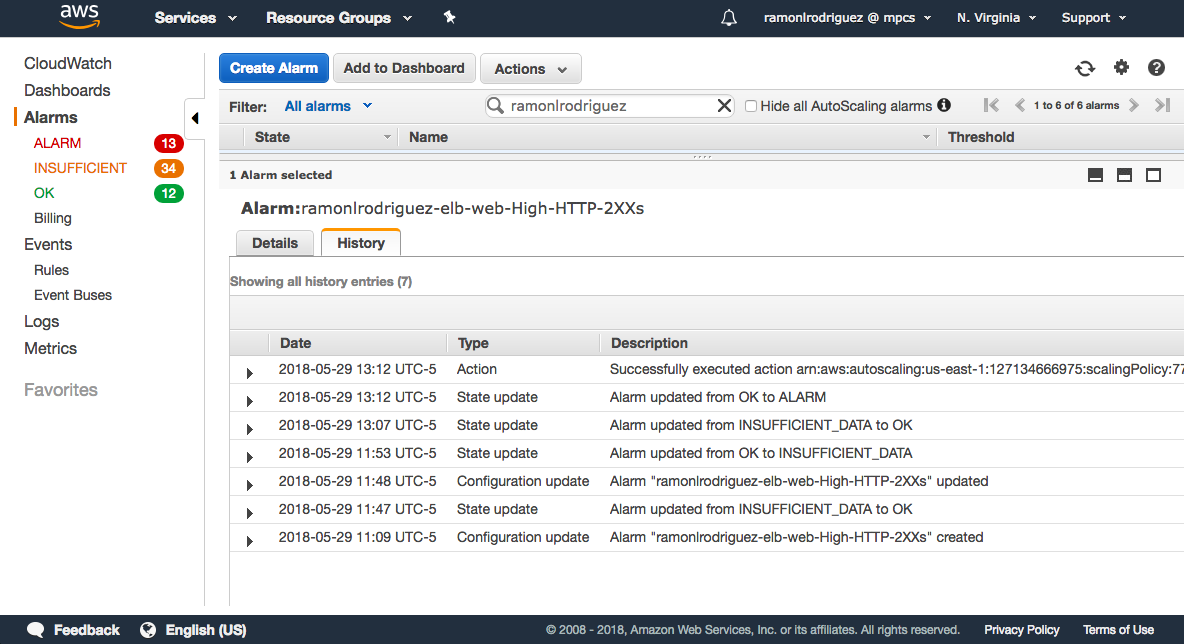 aws Services Resource Groups ramonlrodriguez @ mpcs N. Virginia Support
CloudWatch
Dashboards
Alarms
ALARM 13
INSUFFICIENT 34
OK 12
Billing
Events
Rules
Event Buses
Logs
Metrics
Favorites
Create Alarm Add to Dashboard Actions
Filter: All alarms ramonlrodriguez Hide all AutoScaling alarms 1 to 6 of 6 alarms
State Name Threshold
1 Alarm selected
Alarm:ramonlrodriguez-elb-web-High-HTTP-2XXs
Details History
Showing all history entries (7)
Date Type Description
2018-05-29 13:12 UTC-5 Action Successfully executed action arn:aws:autoscaling:us-east-1:127134666975:scalingPolicy:77
2018-05-29 13:12 UTC-5 State update Alarm updated from OK to ALARM
2018-05-29 13:07 UTC-5 State update Alarm updated from INSUFFICIENT_DATA to OK
2018-05-29 11:53 UTC-5 State update Alarm updated from OK to INSUFFICIENT_DATA
2018-05-29 11:48 UTC-5 Configuration update Alarm "ramonlrodriguez-elb-web-High-HTTP-2XXs" updated
2018-05-29 11:47 UTC-5 State update Alarm updated from INSUFFICIENT_DATA to OK
2018-05-29 11:09 UTC-5 Configuration update Alarm "ramonlrodriguez-elb-web-High-HTTP-2XXs" created
Feedback English (US) © 2008 - 2018, Amazon Web Services, Inc. or its affiliates. All rights reserved. Privacy Policy Terms of Use